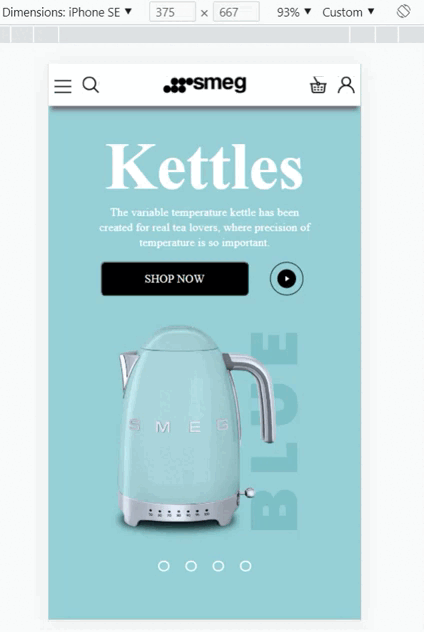 Dimensions: iPhone SE ▼ 375 × 667 93% ▼ Custom ▼
smeg
Kettles
The variable temperature kettle has been
created for real tea lovers, where precision of
temperature is so important.
SHOP NOW
BLUE
SMEG